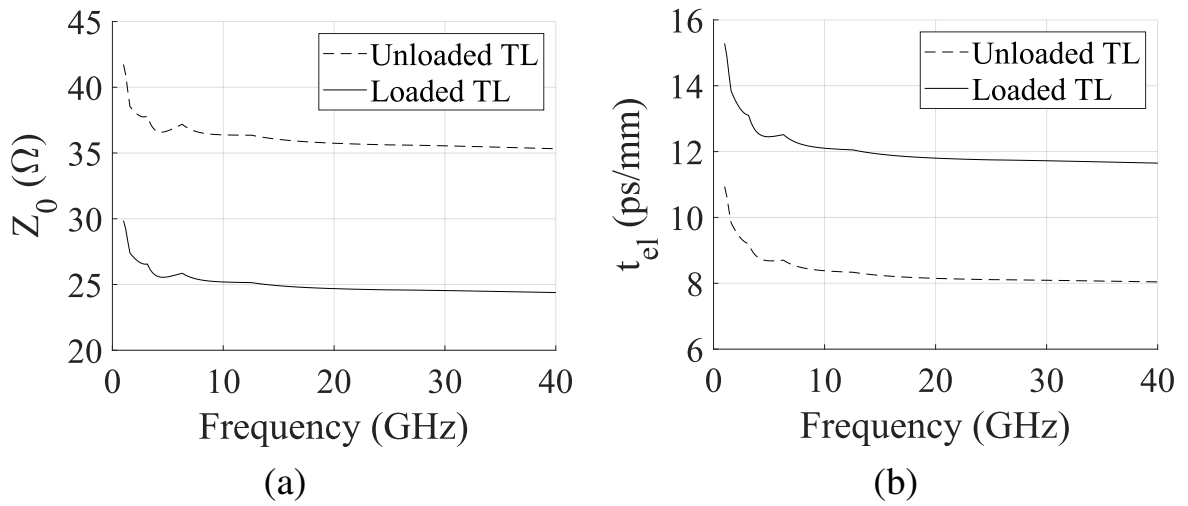 45
40
35
30
25
20
Z0 (Ω)
0 10 20 30 40
Frequency (GHz)
Unloaded TL
Loaded TL
(a)
16
14
12
10
8
6
tel (ps/mm)
0 10 20 30 40
Frequency (GHz)
Unloaded TL
Loaded TL
(b)